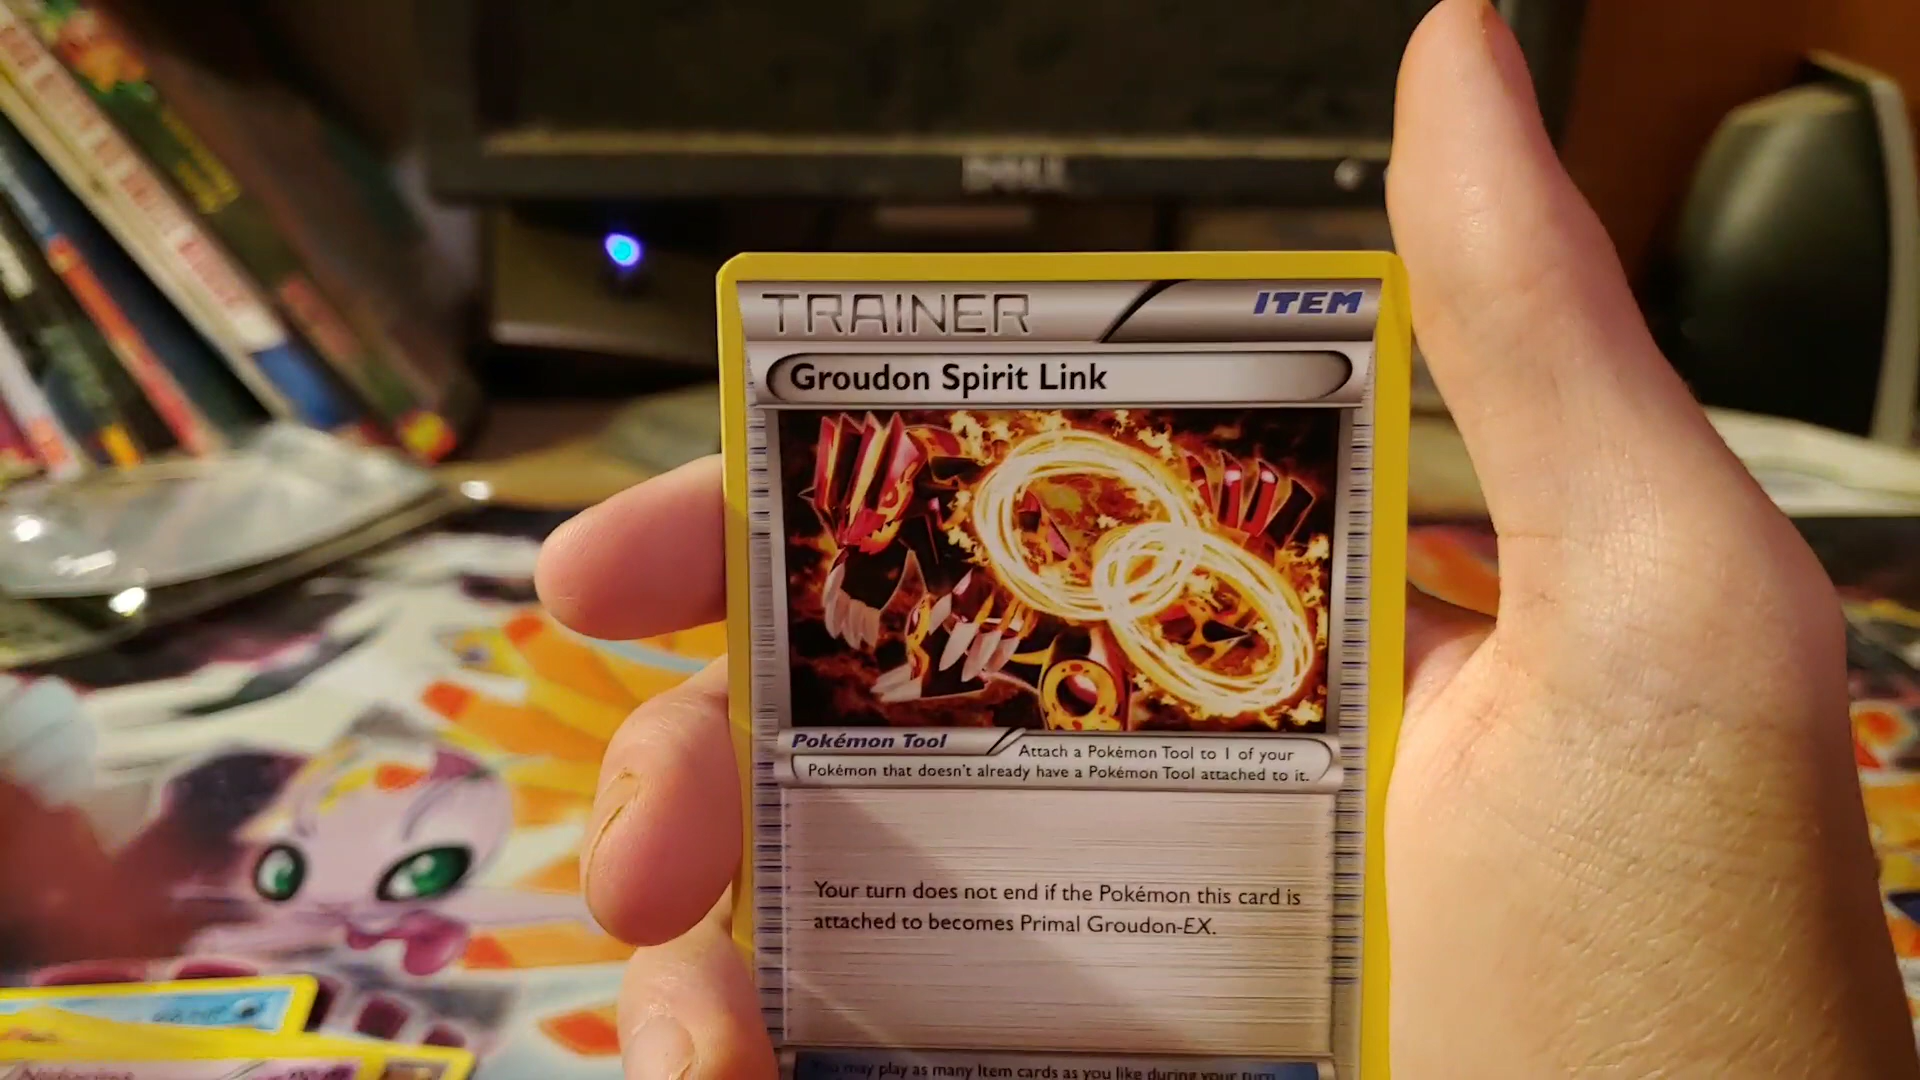 DELL
TRAINER
ITEM
Groudon Spirit Link
Pokémon Tool
Attach a Pokémon Tool to 1 of your
Pokémon that doesn't already have a Pokémon Tool attached to it.
Your turn does not end if the Pokémon this card is
attached to becomes Primal Groudon-EX.
You may play as many Item cards as you like during your turn